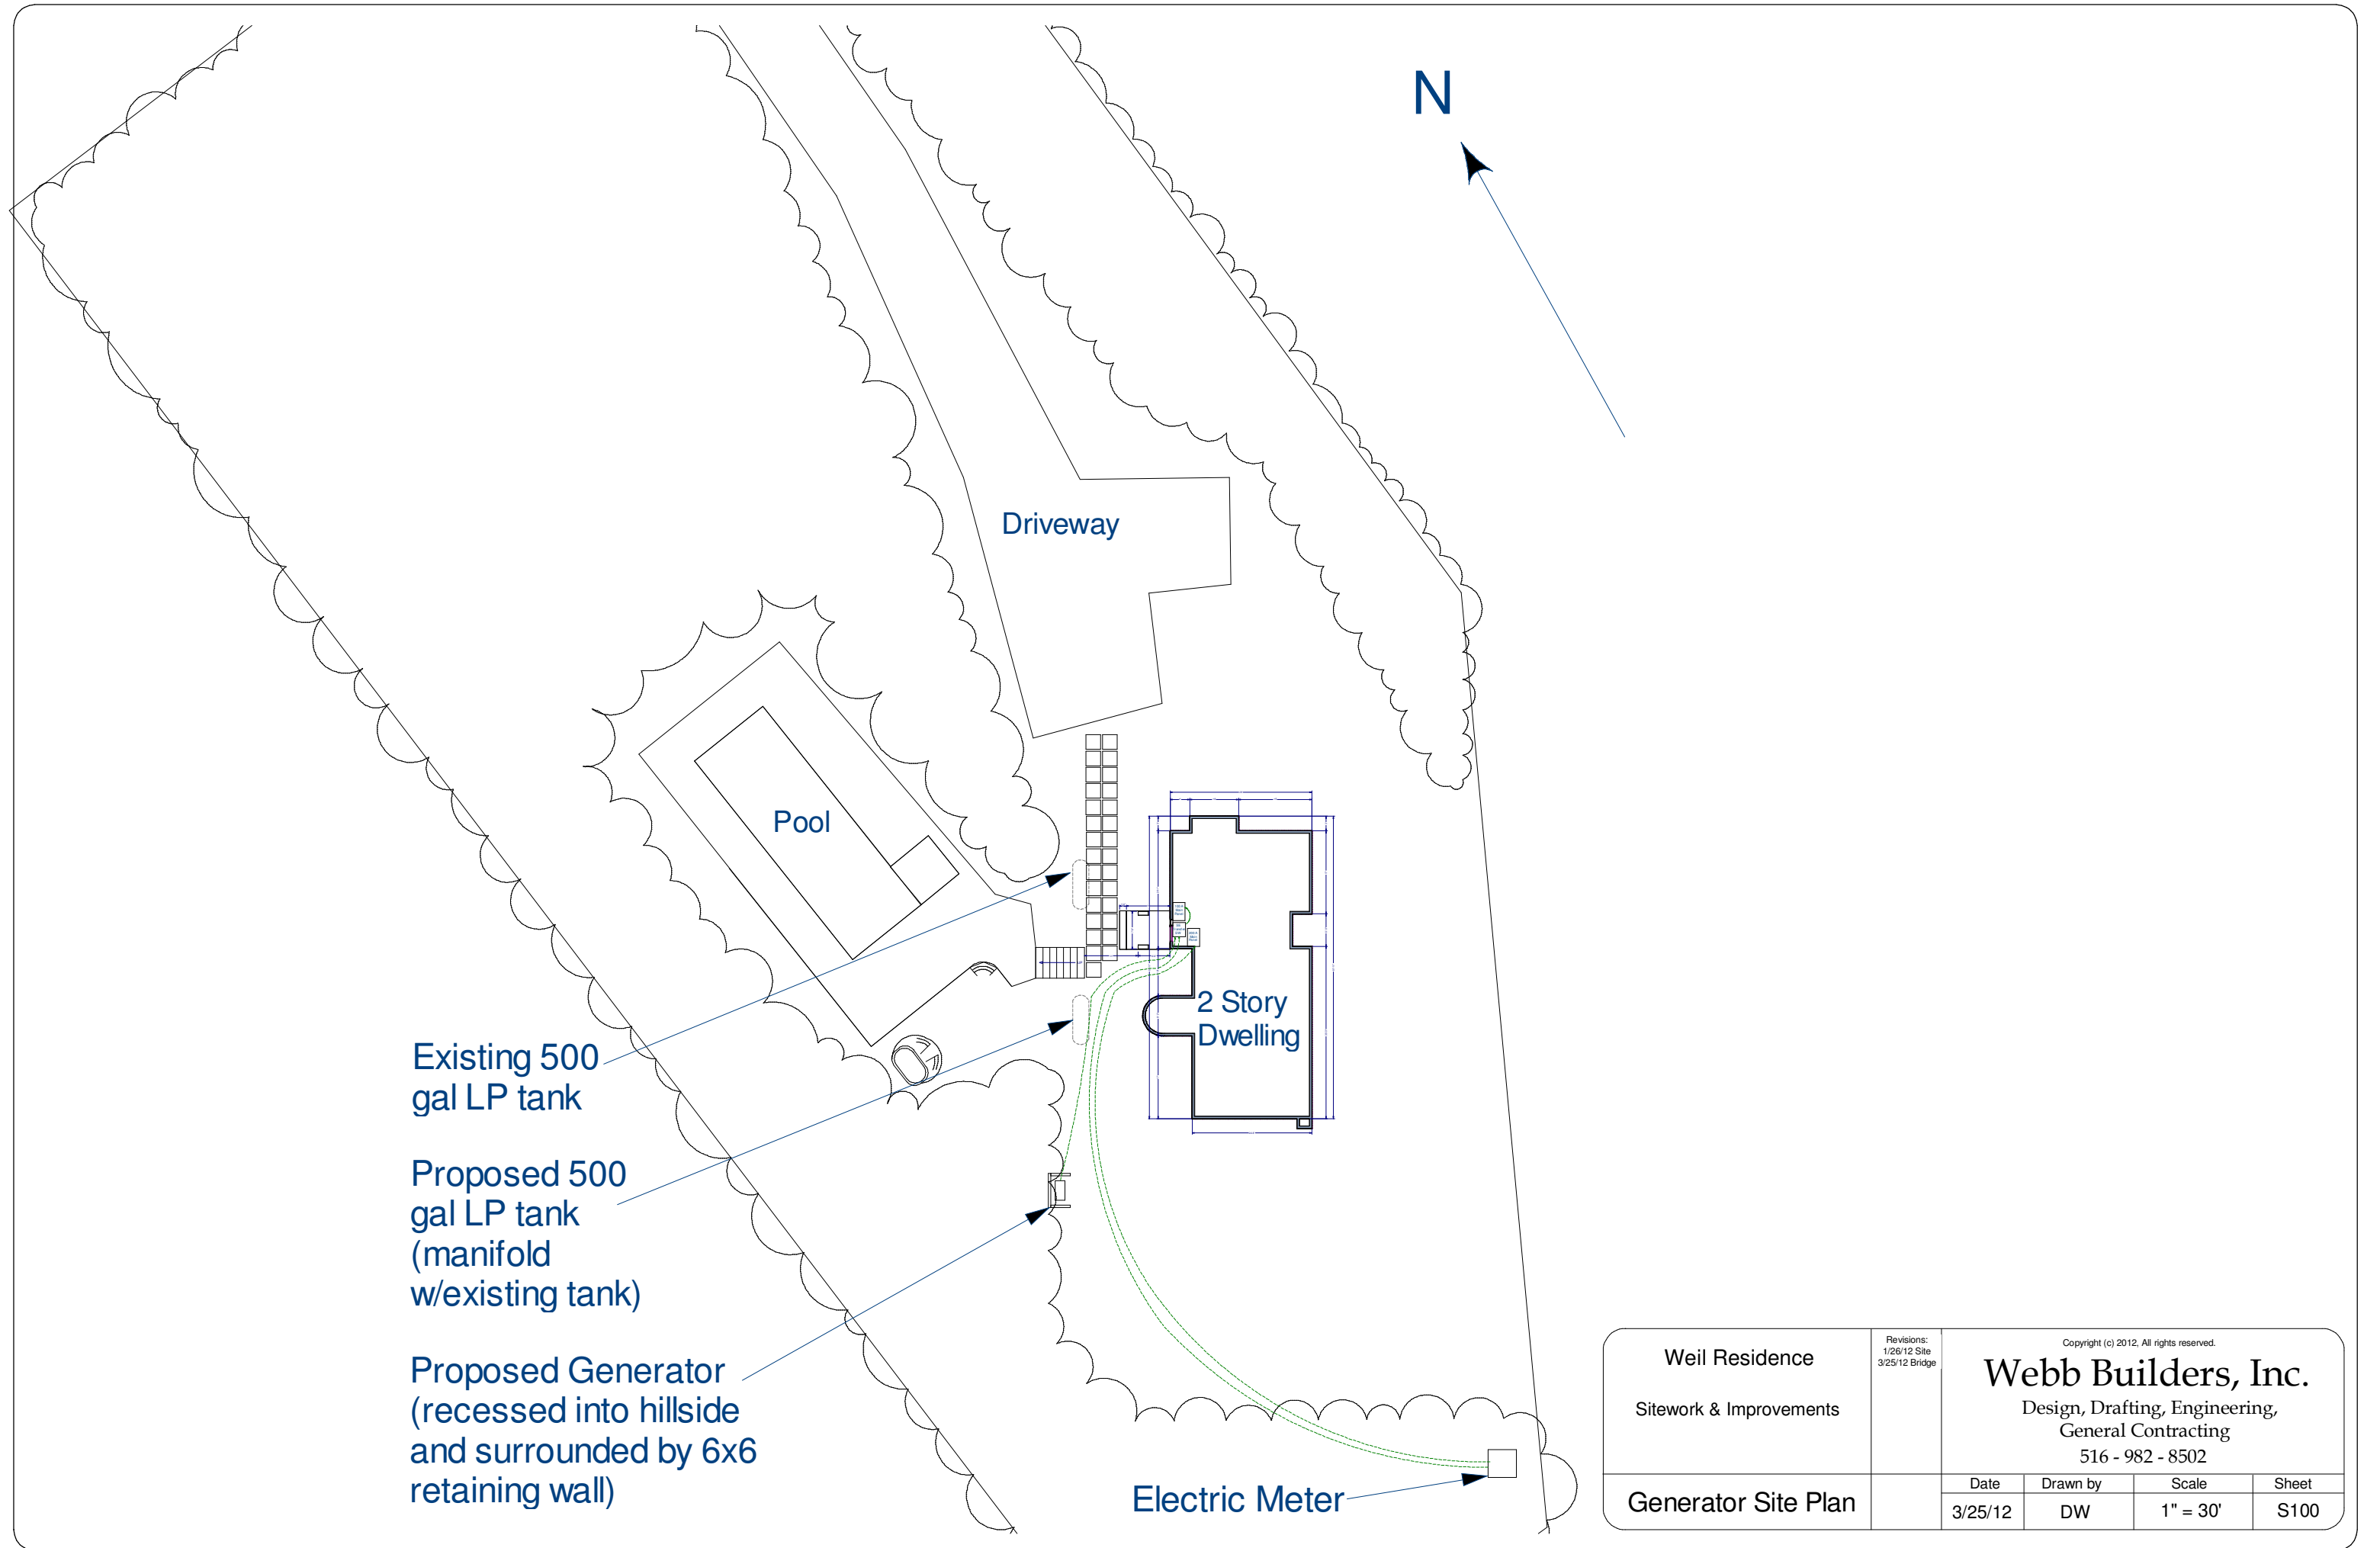 N
Driveway
Pool
2 Story
Dwelling
Existing 500
gal LP tank
Proposed 500
gal LP tank
(manifold
w/existing tank)
Proposed Generator
(recessed into hillside
and surrounded by 6x6
retaining wall)
Electric Meter
Weil Residence
Sitework & Improvements
Generator Site Plan
Revisions:
1/26/12 Site
3/25/12 Bridge
Copyright (c) 2012, All rights reserved.
Webb Builders, Inc.
Design, Drafting, Engineering,
General Contracting
516 - 982 - 8502
Date Drawn by Scale Sheet
3/25/12 DW 1" = 30' S100